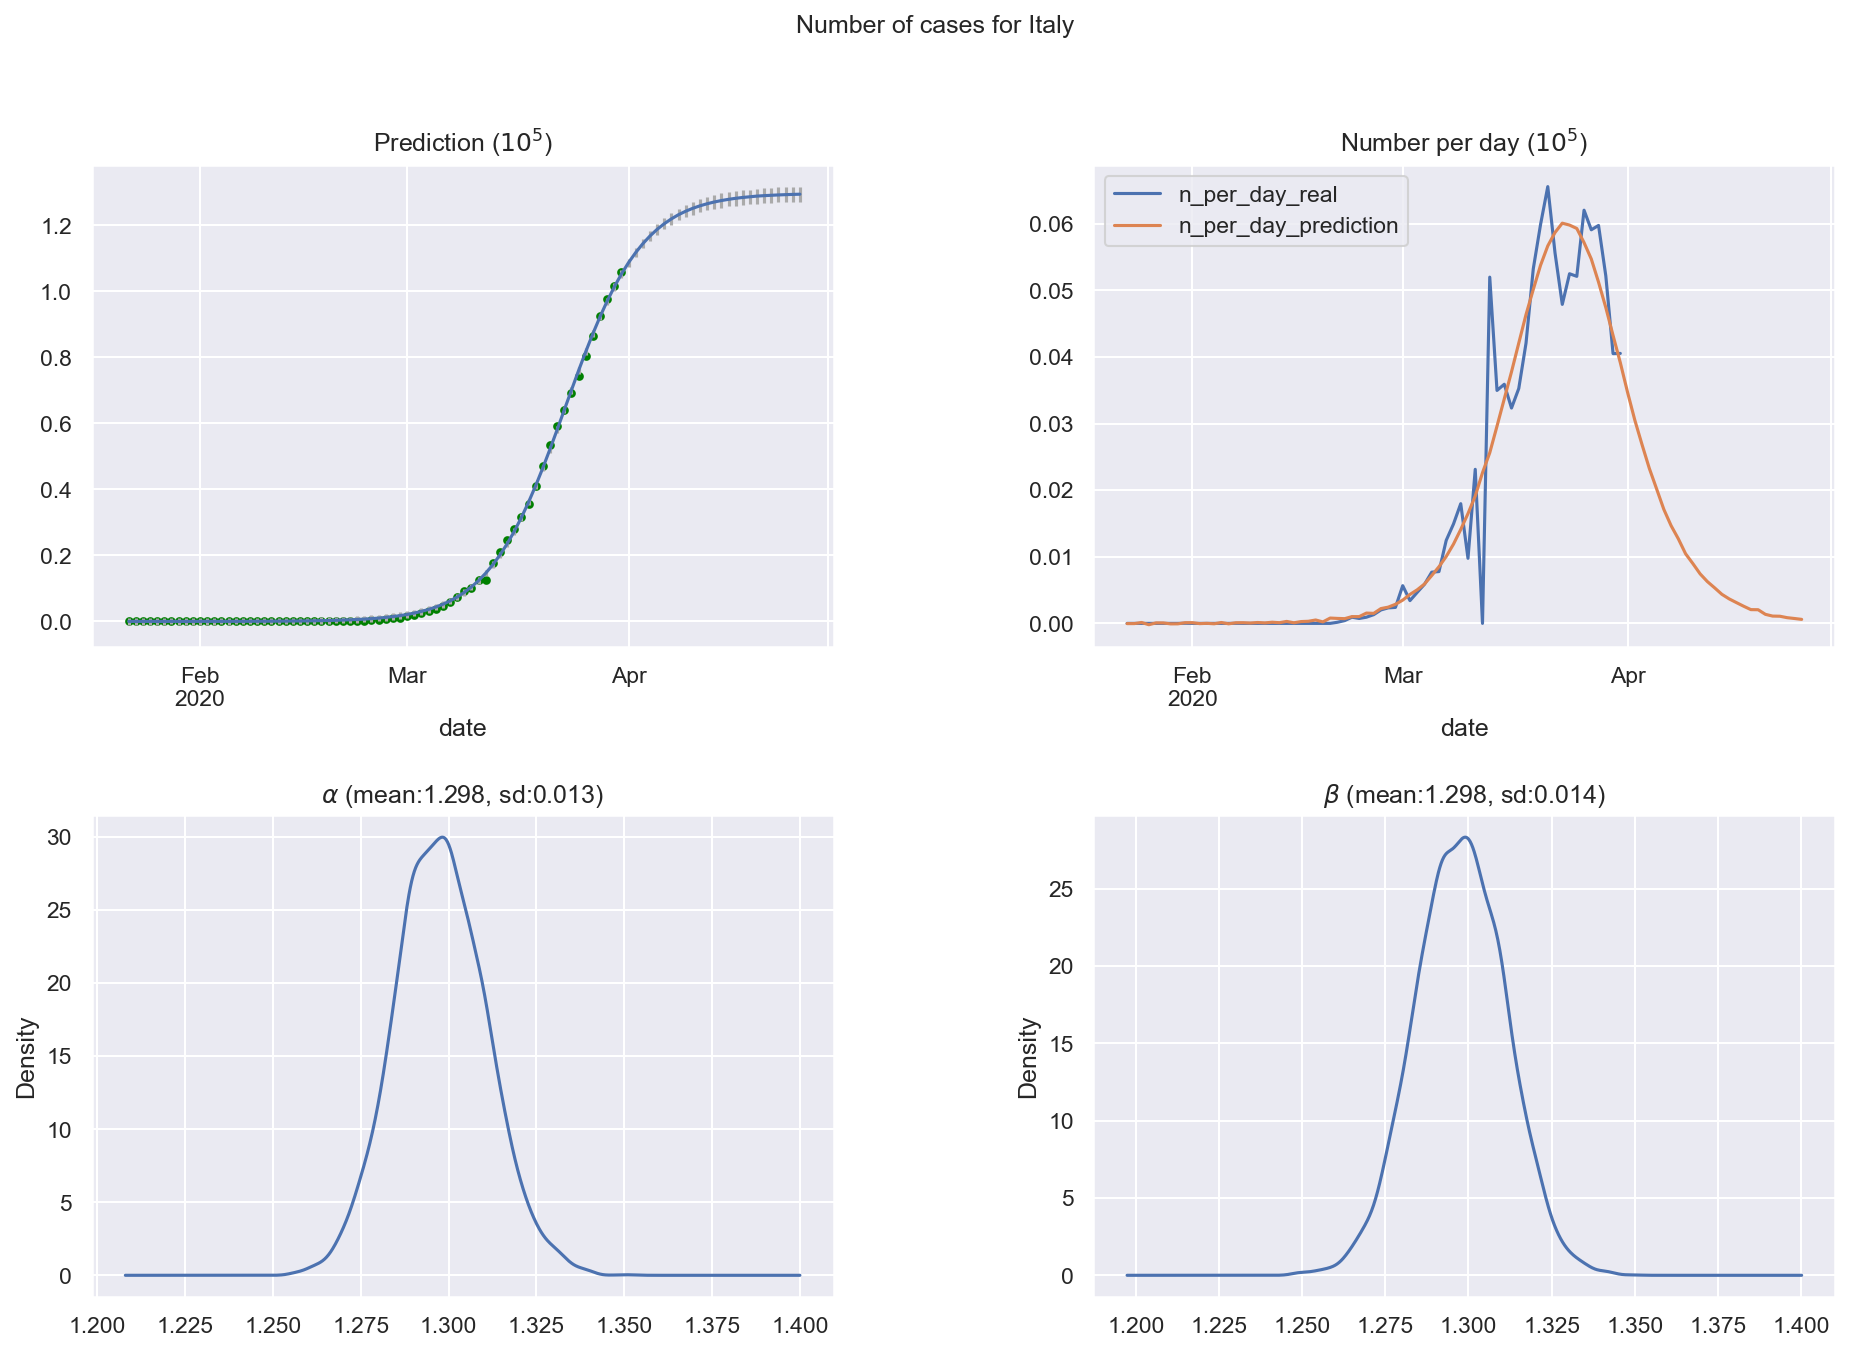 Number of cases for Italy
Prediction (10^5)
1.2
1.0
0.8
0.6
0.4
0.2
0.0
Feb
2020
Mar
Apr
date
Number per day (10^5)
n_per_day_real
n_per_day_prediction
0.06
0.05
0.04
0.03
0.02
0.01
0.00
Feb
2020
Mar
Apr
date
α (mean:1.298, sd:0.013)
Density
30
25
20
15
10
5
0
1.200 1.225 1.250 1.275 1.300 1.325 1.350 1.375 1.400
β (mean:1.298, sd:0.014)
Density
25
20
15
10
5
0
1.200 1.225 1.250 1.275 1.300 1.325 1.350 1.375 1.400